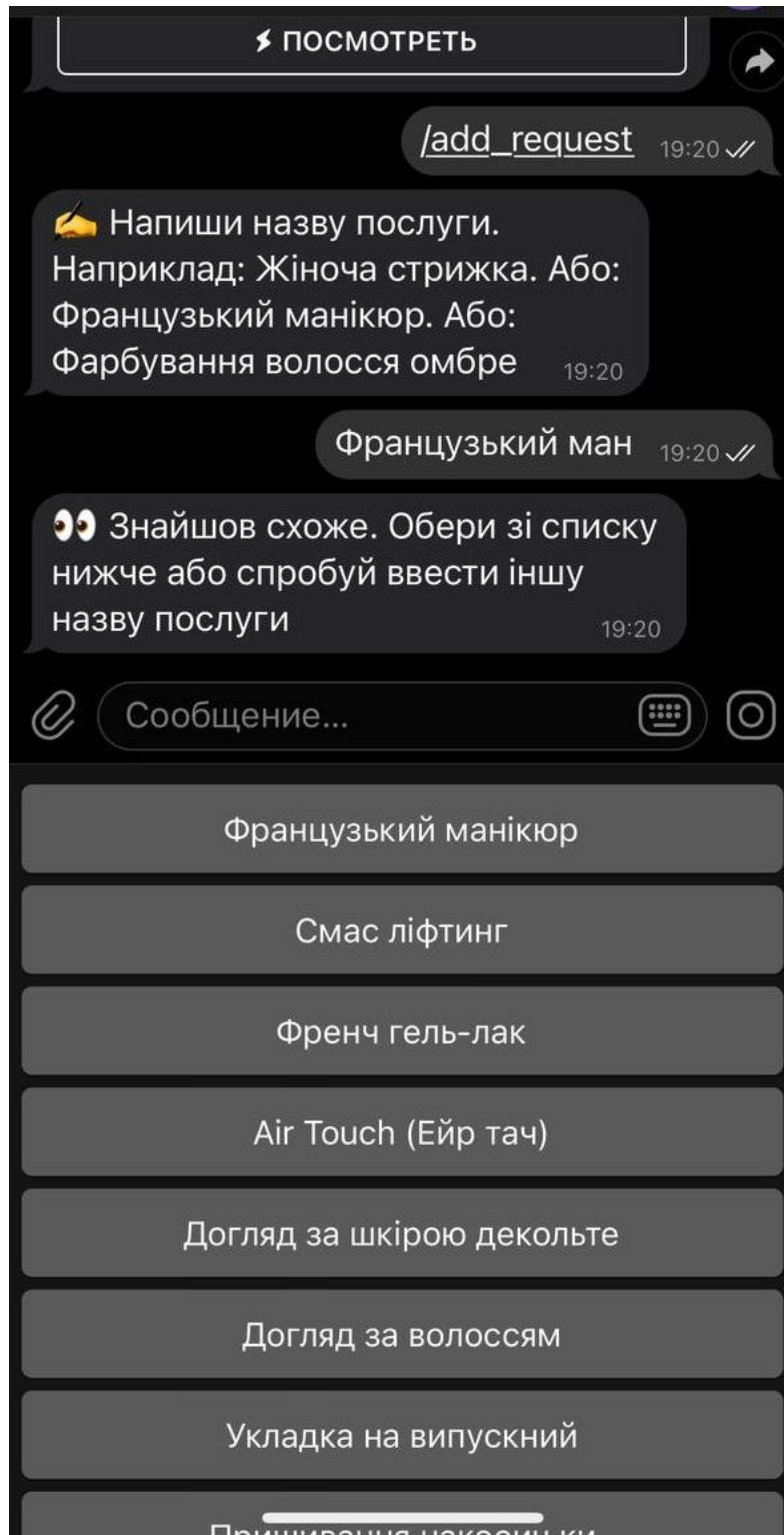 ⚡ ПОСМОТРЕТЬ
/add_request 19:20
✍️ Напиши назву послуги.
Наприклад: Жіноча стрижка. Або:
Французький манікюр. Або:
Фарбування волосся омбре 19:20
Французький ман 19:20
👀 Знайшов схоже. Обери зі списку
нижче або спробуй ввести іншу
назву послуги 19:20
Сообщение...
Французький манікюр
Смас ліфтинг
Френч гель-лак
Air Touch (Ейр тач)
Догляд за шкірою декольте
Догляд за волоссям
Укладка на випускний